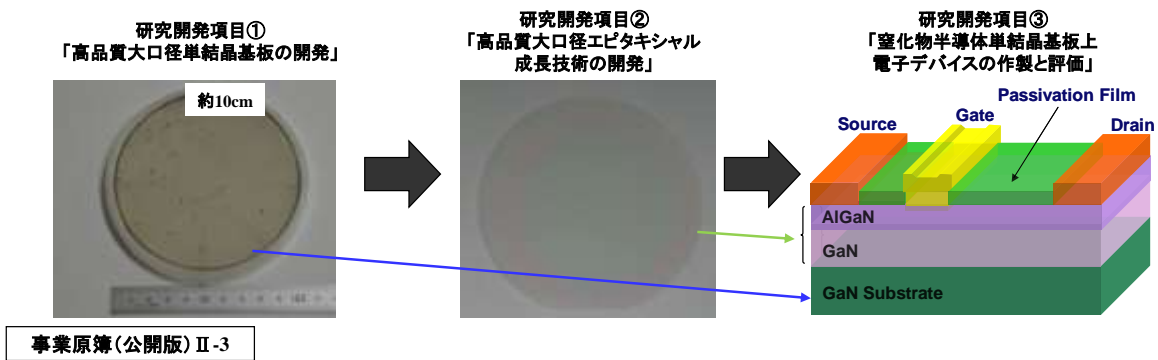 研究開発項目①
「高品質大口径単結晶基板の開発」
約10cm
研究開発項目②
「高品質大口径エピタキシャル
成長技術の開発」
研究開発項目③
「窒化物半導体単結晶基板上
電子デバイスの作製と評価」
Passivation Film
Gate
Source
Drain
AlGaN
GaN
GaN Substrate
事業原簿（公開版）Ⅱ-3